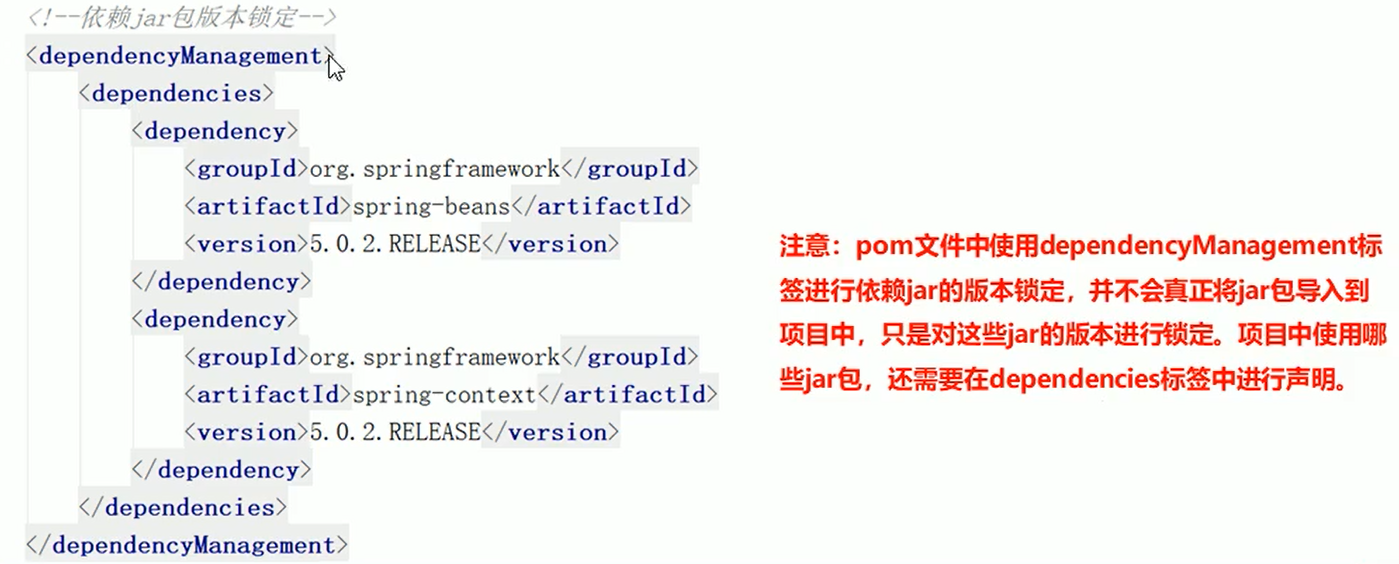 <!--依赖jar包版本锁定-->
<dependencyManagement>
<dependencies>
<dependency>
<groupId>org.springframework</groupId>
<artifactId>spring-beans</artifactId>
<version>5.0.2.RELEASE</version>
</dependency>
<dependency>
<groupId>org.springframework</groupId>
<artifactId>spring-context</artifactId>
<version>5.0.2.RELEASE</version>
</dependency>
</dependencies>
</dependencyManagement>
注意：pom文件中使用dependencyManagement标
签进行依赖jar的版本锁定，并不会真正将jar包导入到
项目中，只是对这些jar的版本进行锁定。项目中使用哪
些jar包，还需要在dependencies标签中进行声明。